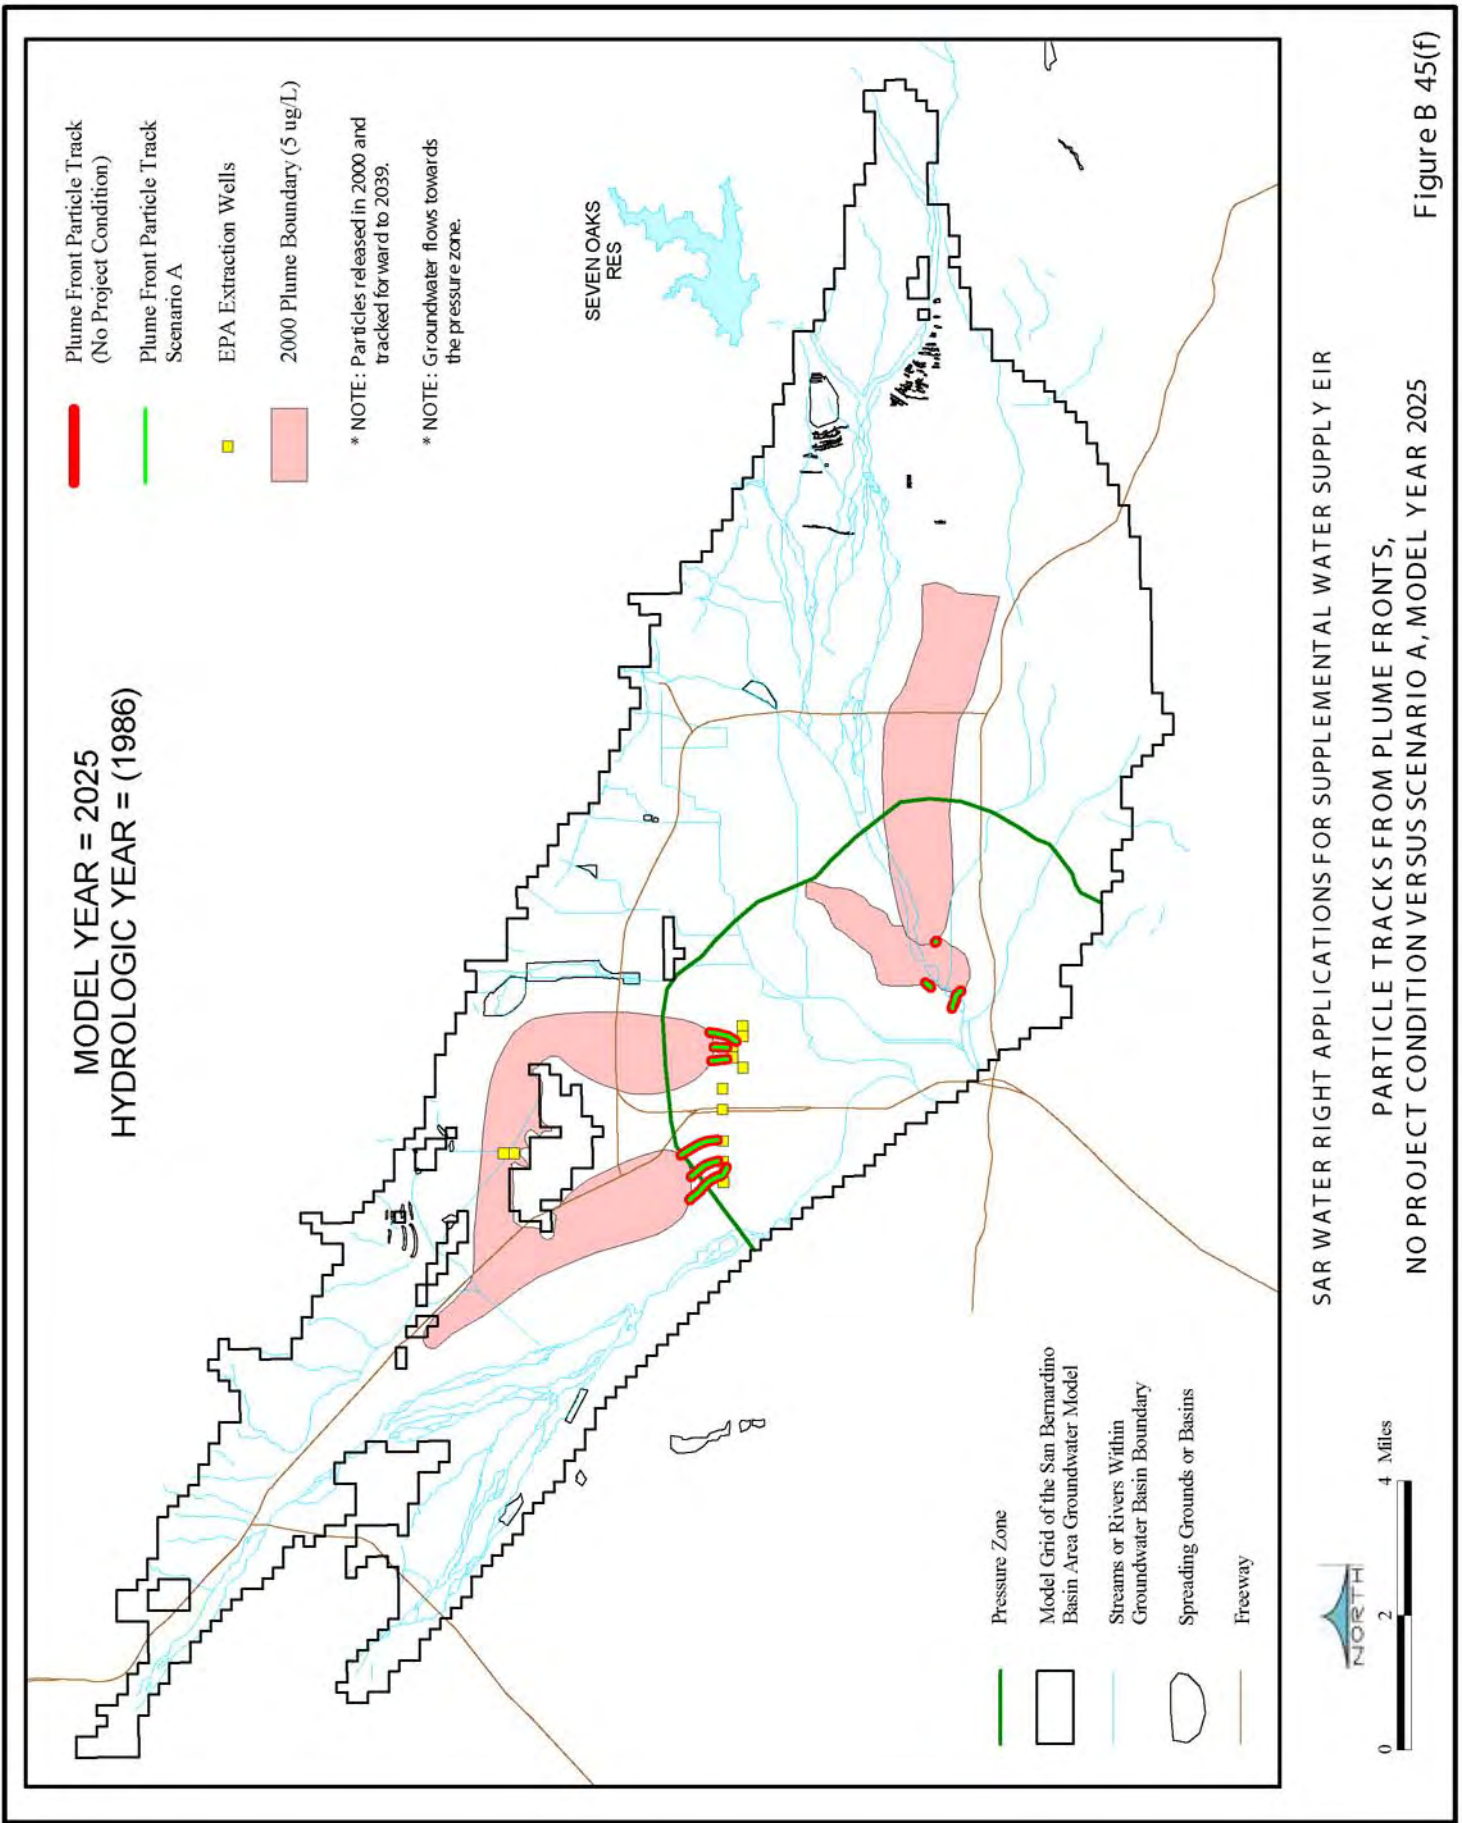 MODEL YEAR = 2025
HYDROLOGIC YEAR = (1986)
Plume Front Particle Track
(No Project Condition)
Plume Front Particle Track
Scenario A
EPA Extraction Wells
2000 Plume Boundary (5 ug/L)
* NOTE: Particles released in 2000 and
tracked forward to 2039.
* NOTE: Groundwater flows towards
the pressure zone.
SEVEN OAKS
RES
Pressure Zone
Model Grid of the San Bernardino
Basin Area Groundwater Model
Streams or Rivers Within
Groundwater Basin Boundary
Spreading Grounds or Basins
Freeway
NORTH
0 2 4 Miles
SAR WATER RIGHT APPLICATIONS FOR SUPPLEMENTAL WATER SUPPLY EIR
PARTICLE TRACKS FROM PLUME FRONTS,
NO PROJECT CONDITION VERSUS SCENARIO A, MODEL YEAR 2025
Figure B 45(f)